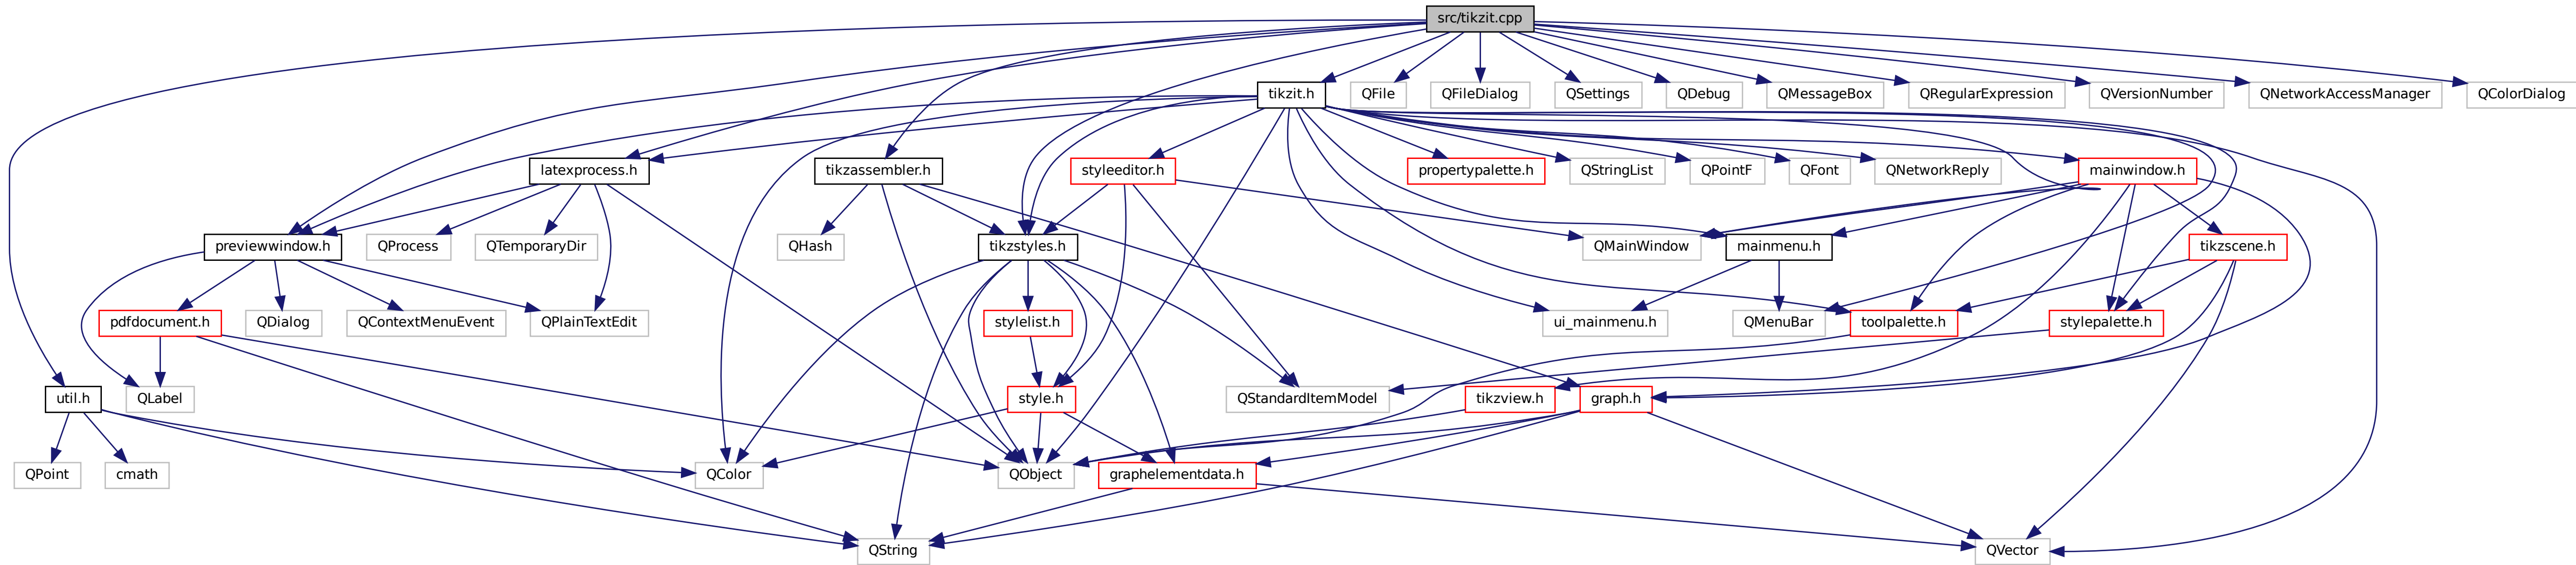 src/tikzit.cpp
tikzit.h
QFile
QFileDialog
QSettings
QDebug
QMessageBox
QRegularExpression
QVersionNumber
QNetworkAccessManager
QColorDialog
latexprocess.h
tikzassembler.h
styleeditor.h
propertypalette.h
QStringList
QPointF
QFont
QNetworkReply
mainwindow.h
previewwindow.h
QProcess
QTemporaryDir
QHash
tikzstyles.h
QMainWindow
mainmenu.h
tikzscene.h
pdfdocument.h
QDialog
QContextMenuEvent
QPlainTextEdit
stylelist.h
ui_mainmenu.h
QMenuBar
toolpalette.h
stylepalette.h
util.h
QLabel
style.h
QStandardItemModel
tikzview.h
graph.h
QPoint
cmath
QColor
QObject
graphelementdata.h
QString
QVector